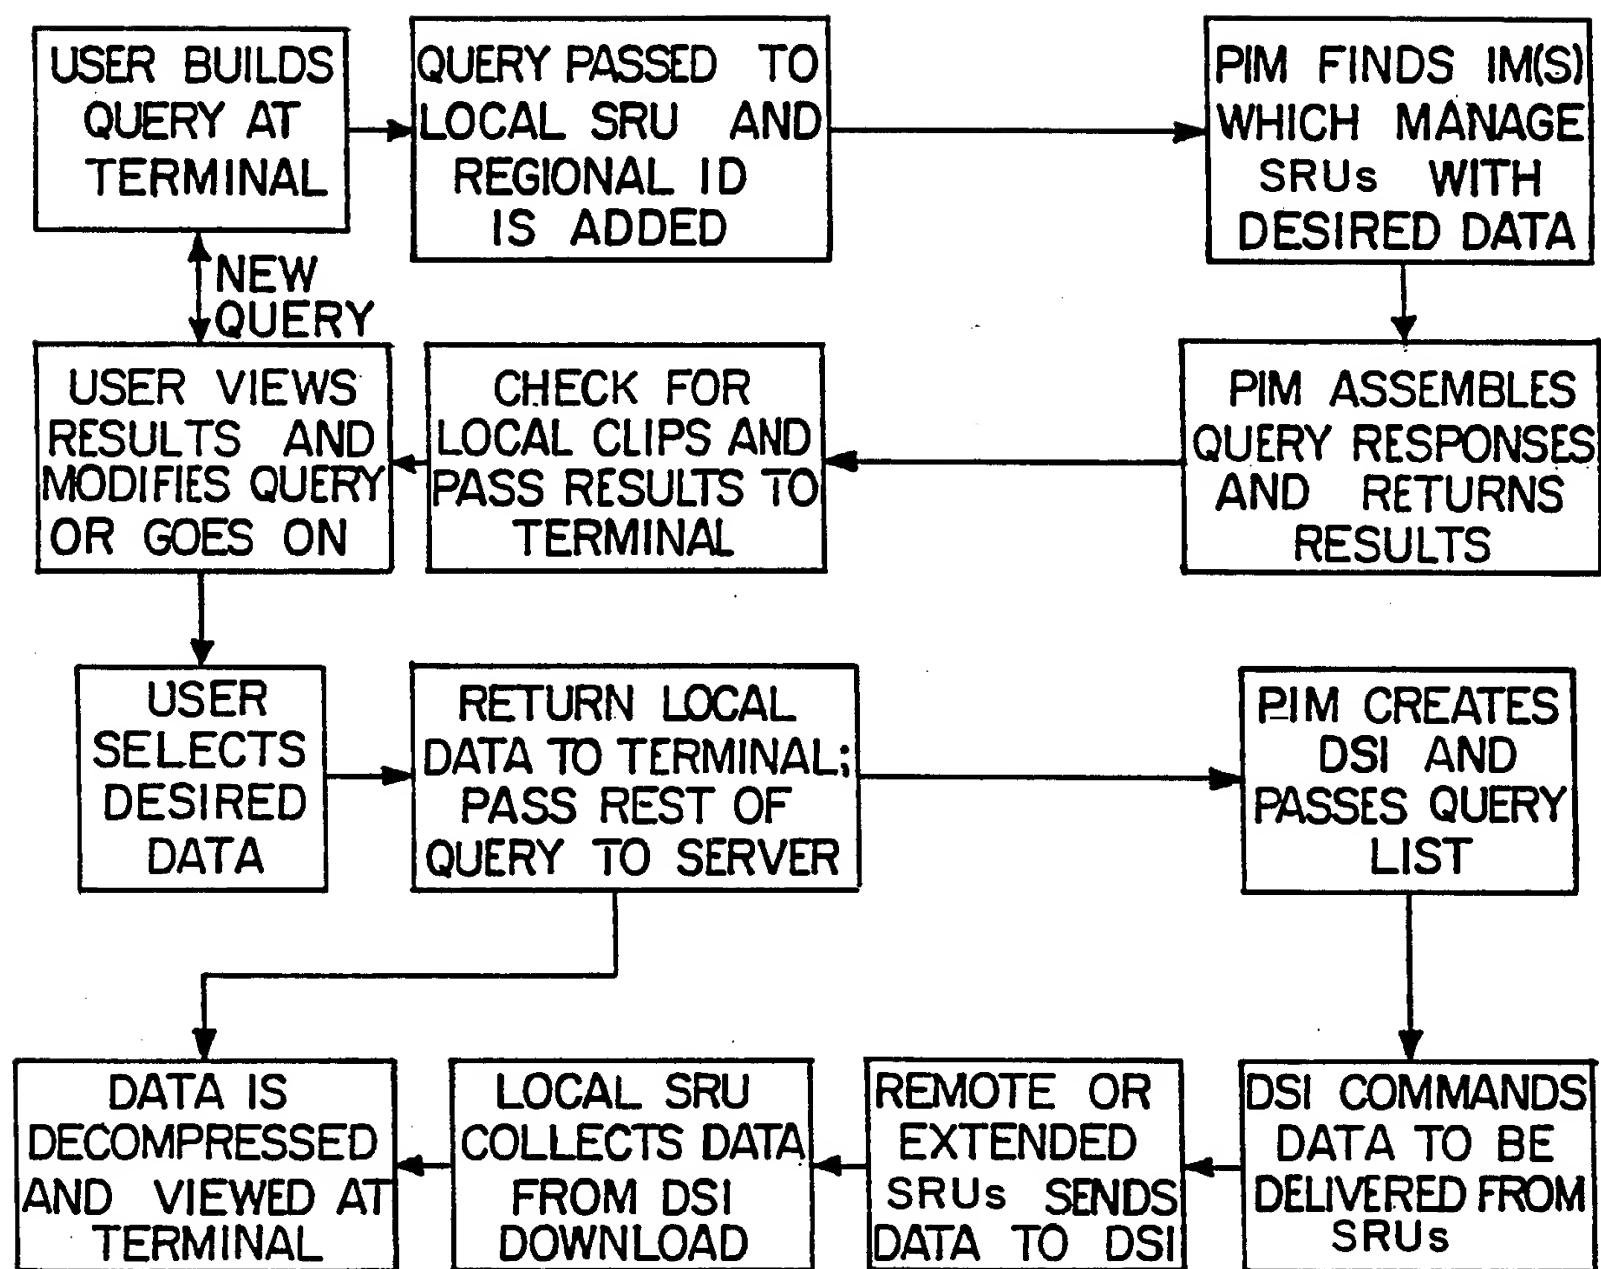 USER BUILDS
QUERY AT
TERMINAL
QUERY PASSED TO
LOCAL SRU AND
REGIONAL ID
IS ADDED
PIM FINDS IM(S)
WHICH MANAGE
SRUs WITH
DESIRED DATA
NEW
QUERY
USER VIEWS
RESULTS AND
MODIFIES QUERY
OR GOES ON
CHECK FOR
LOCAL CLIPS AND
PASS RESULTS TO
TERMINAL
PIM ASSEMBLES
QUERY RESPONSES
AND RETURNS
RESULTS
USER
SELECTS
DESIRED
DATA
RETURN LOCAL
DATA TO TERMINAL;
PASS REST OF
QUERY TO SERVER
PIM CREATES
DSI AND
PASSES QUERY
LIST
DATA IS
DECOMPRESSED
AND VIEWED AT
TERMINAL
LOCAL SRU
COLLECTS DATA
FROM DSI
DOWNLOAD
REMOTE OR
EXTENDED
SRUs SENDS
DATA TO DSI
DSI COMMANDS
DATA TO BE
DELIVERED FROM
SRUs